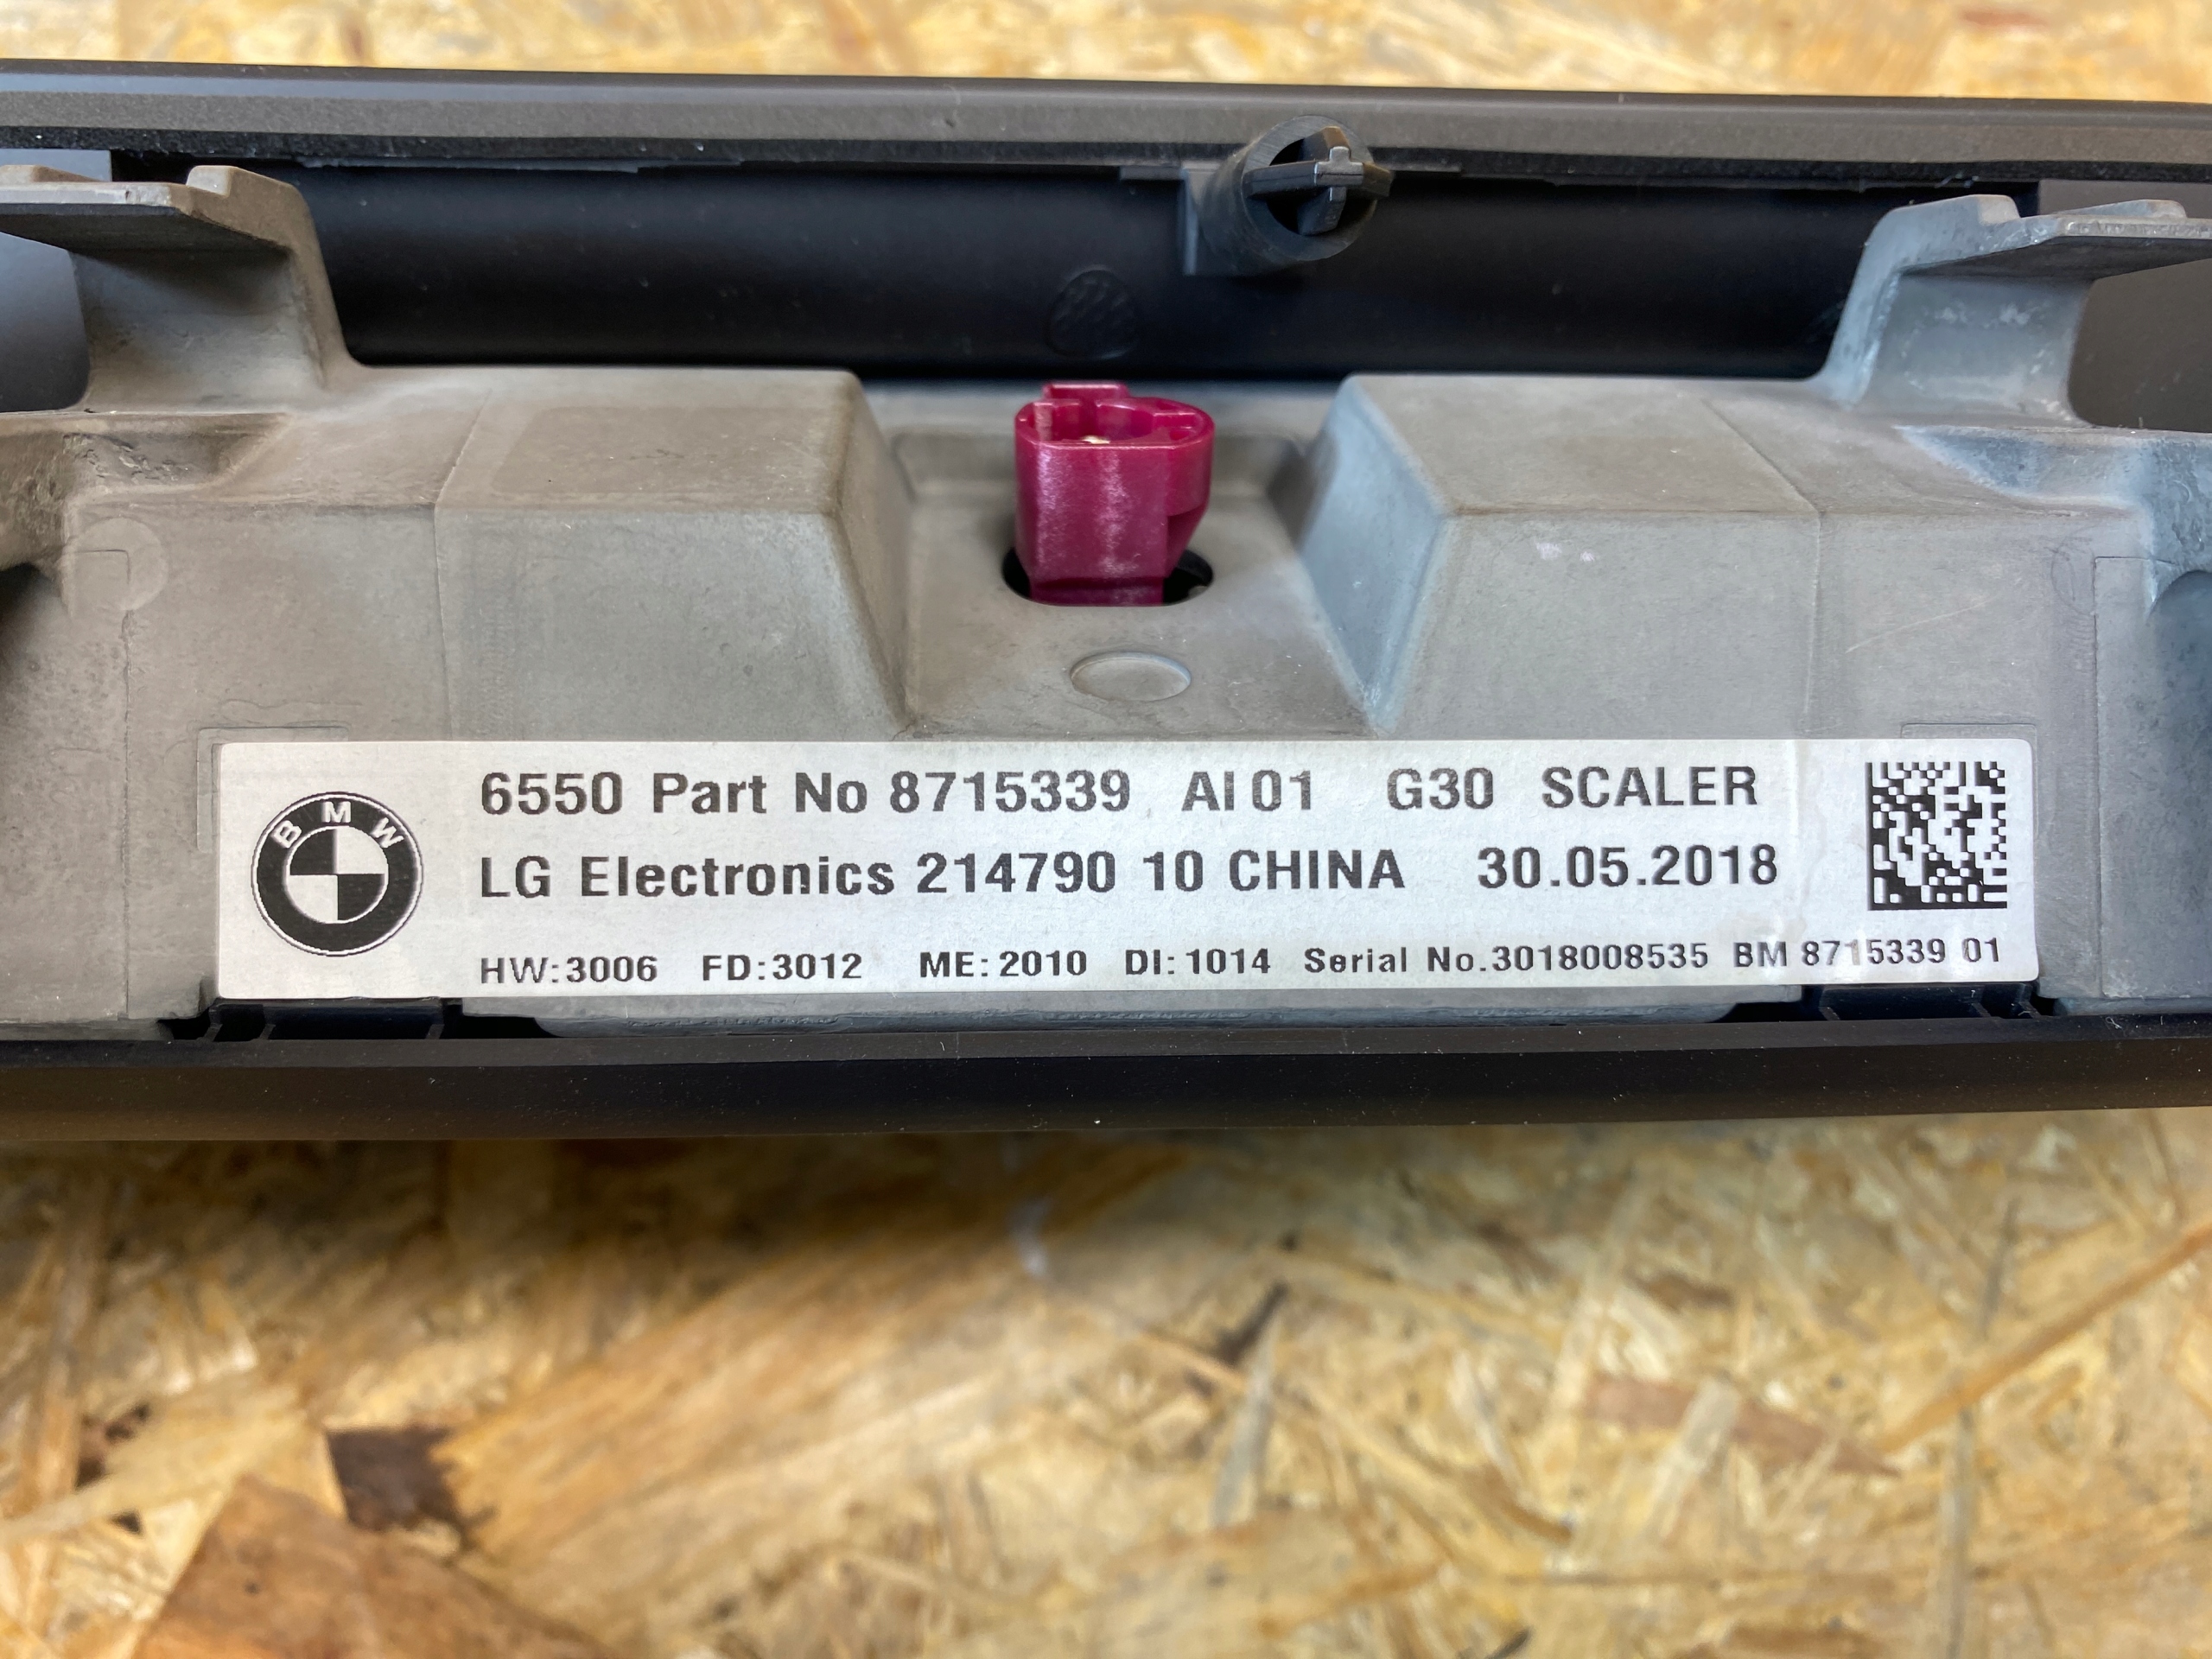 BMW
6550 Part No 8715339 AI 01 G30 SCALER
LG Electronics 214790 10 CHINA 30.05.2018
HW:3006 FD:3012 ME:2010 DI:1014 Serial No.3018008535 BM 8715339 01